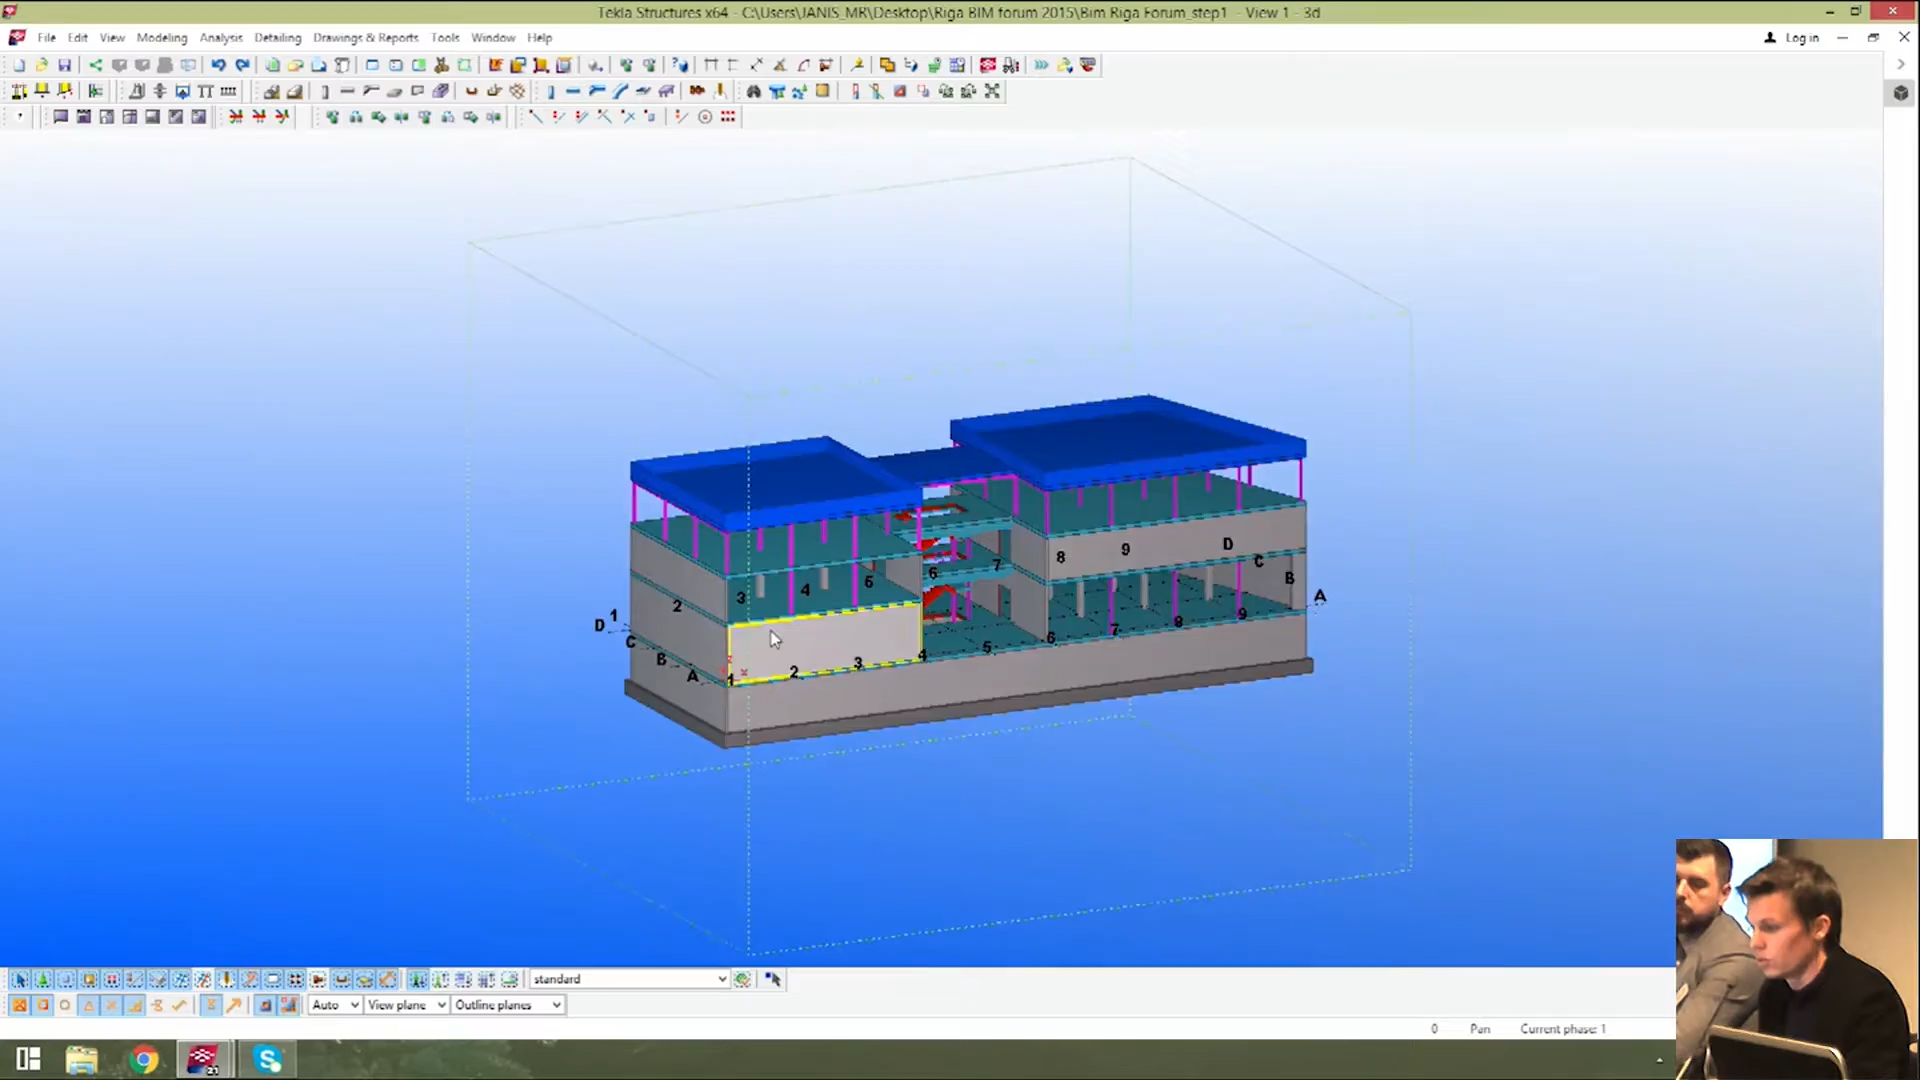 Tekla Structures x64 - C:\Users\JANIS_MR\Desktop\Riga BIM forum 2015\Bim Riga Forum_step1 - View 1 - 3d
File Edit View Modeling Analysis Detailing Drawings & Reports Tools Window Help
Log in
8 9 D
C
6 7
B
3 4 5
A
2
1
D
C
B
A
1 2 3 4 5 6 7 8 9
z
x
standard
Auto View plane Outline planes
0 Pan Current phase: 1
21